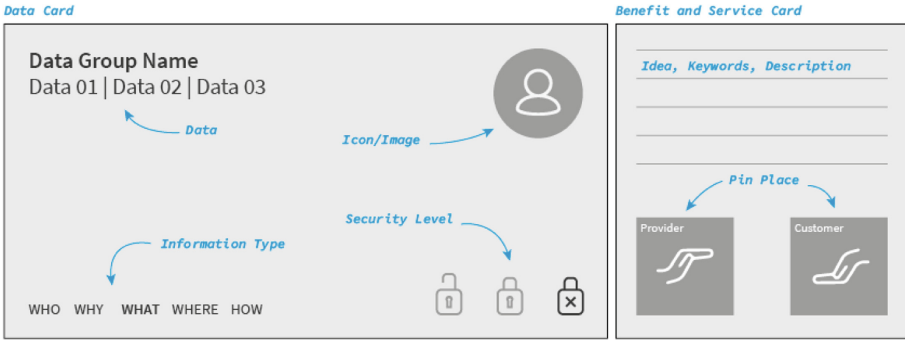 Data Card
Data Group Name
Data 01 | Data 02 | Data 03
Data
Icon/Image
Security Level
Information Type
WHO WHY WHAT WHERE HOW
Benefit and Service Card
Idea, Keywords, Description
Pin Place
Provider
Customer